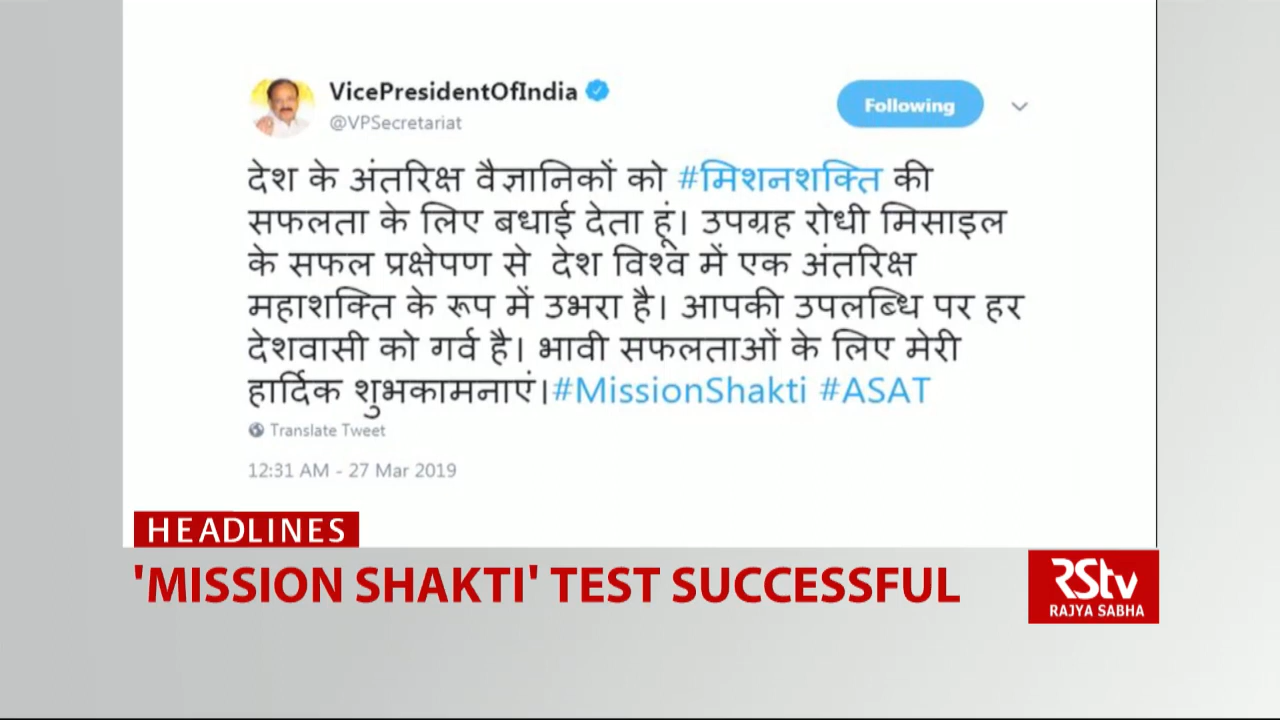 VicePresidentOfIndia
@VPSecretariat
Following
देश के अंतरिक्ष वैज्ञानिकों को #मिशनशक्ति की
सफलता के लिए बधाई देता हूं। उपग्रह रोधी मिसाइल
के सफल प्रक्षेपण से देश विश्व में एक अंतरिक्ष
महाशक्ति के रूप में उभरा है। आपकी उपलब्धि पर हर
देशवासी को गर्व है। भावी सफलताओं के लिए मेरी
हार्दिक शुभकामनाएं।#MissionShakti #ASAT
Translate Tweet
12:31 AM - 27 Mar 2019
HEADLINES
'MISSION SHAKTI' TEST SUCCESSFUL
RStv
RAJYA SABHA